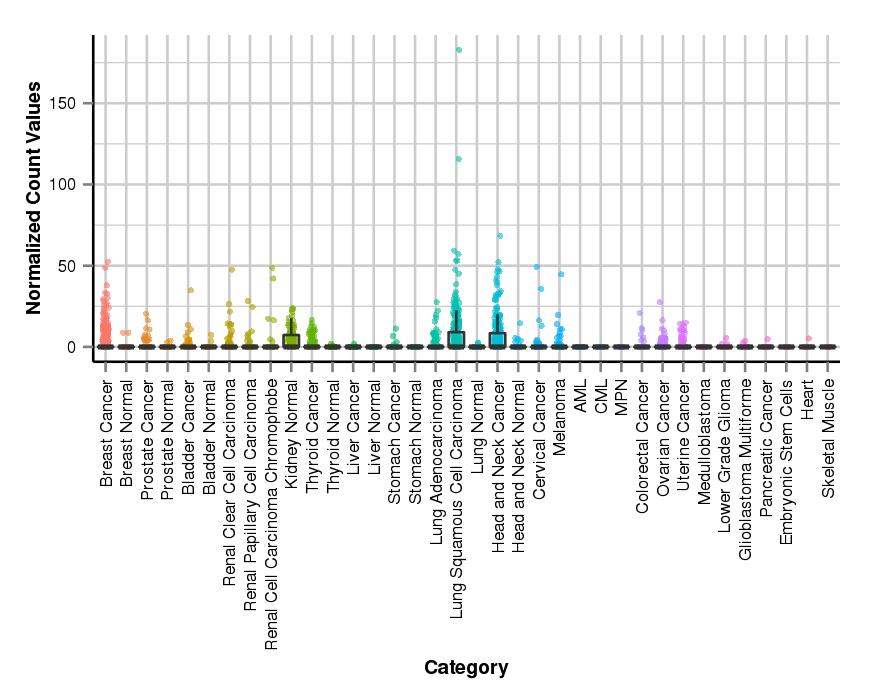 Normalized Count Values
150
100
50
0
Breast Cancer
Breast Normal
Prostate Cancer
Prostate Normal
Bladder Cancer
Bladder Normal
Renal Clear Cell Carcinoma
Renal Papillary Cell Carcinoma
Renal Cell Carcinoma Chromophobe
Kidney Normal
Thyroid Cancer
Thyroid Normal
Liver Cancer
Liver Normal
Stomach Cancer
Stomach Normal
Lung Adenocarcinoma
Lung Squamous Cell Carcinoma
Lung Normal
Head and Neck Cancer
Head and Neck Normal
Cervical Cancer
Melanoma
AML
CML
MPN
Colorectal Cancer
Ovarian Cancer
Uterine Cancer
Medulloblastoma
Lower Grade Glioma
Glioblastoma Multiforme
Pancreatic Cancer
Embryonic Stem Cells
Heart
Skeletal Muscle
Category